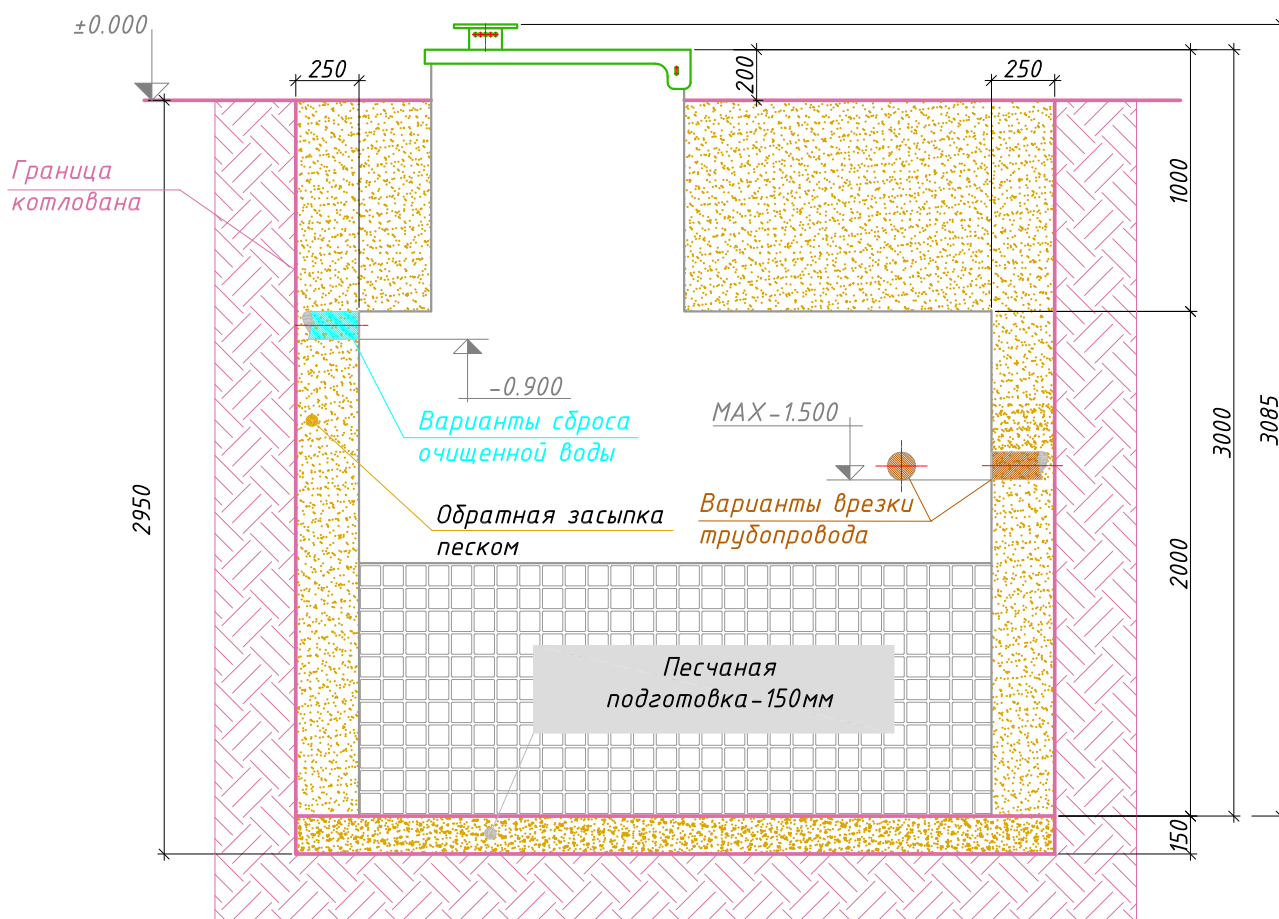 ±0.000
250
200
250
Граница
котлована
1000
-0.900
Варианты сброса
очищенной воды
MAX-1.500
3000
3085
2950
Обратная засыпка
песком
Варианты врезки
трубопровода
2000
Песчаная
подготовка-150мм
150